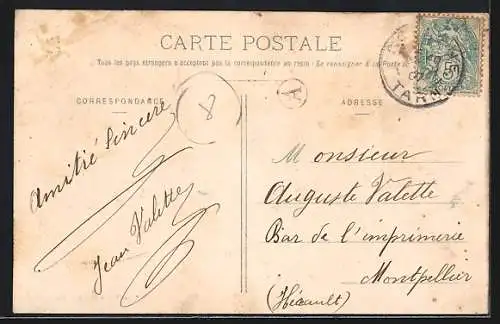 CARTE POSTALE
Tous les pays étrangers n'acceptent pas la correspondance au recto. Se renseigner à la Poste
CORRESPONDANCE
ADRESSE
8
A
TARN
5
Amitié Sincère
Jean Valette
Monsieur
Auguste Valette
Bar de l'imprimerie
Montpellier
(Hérault)